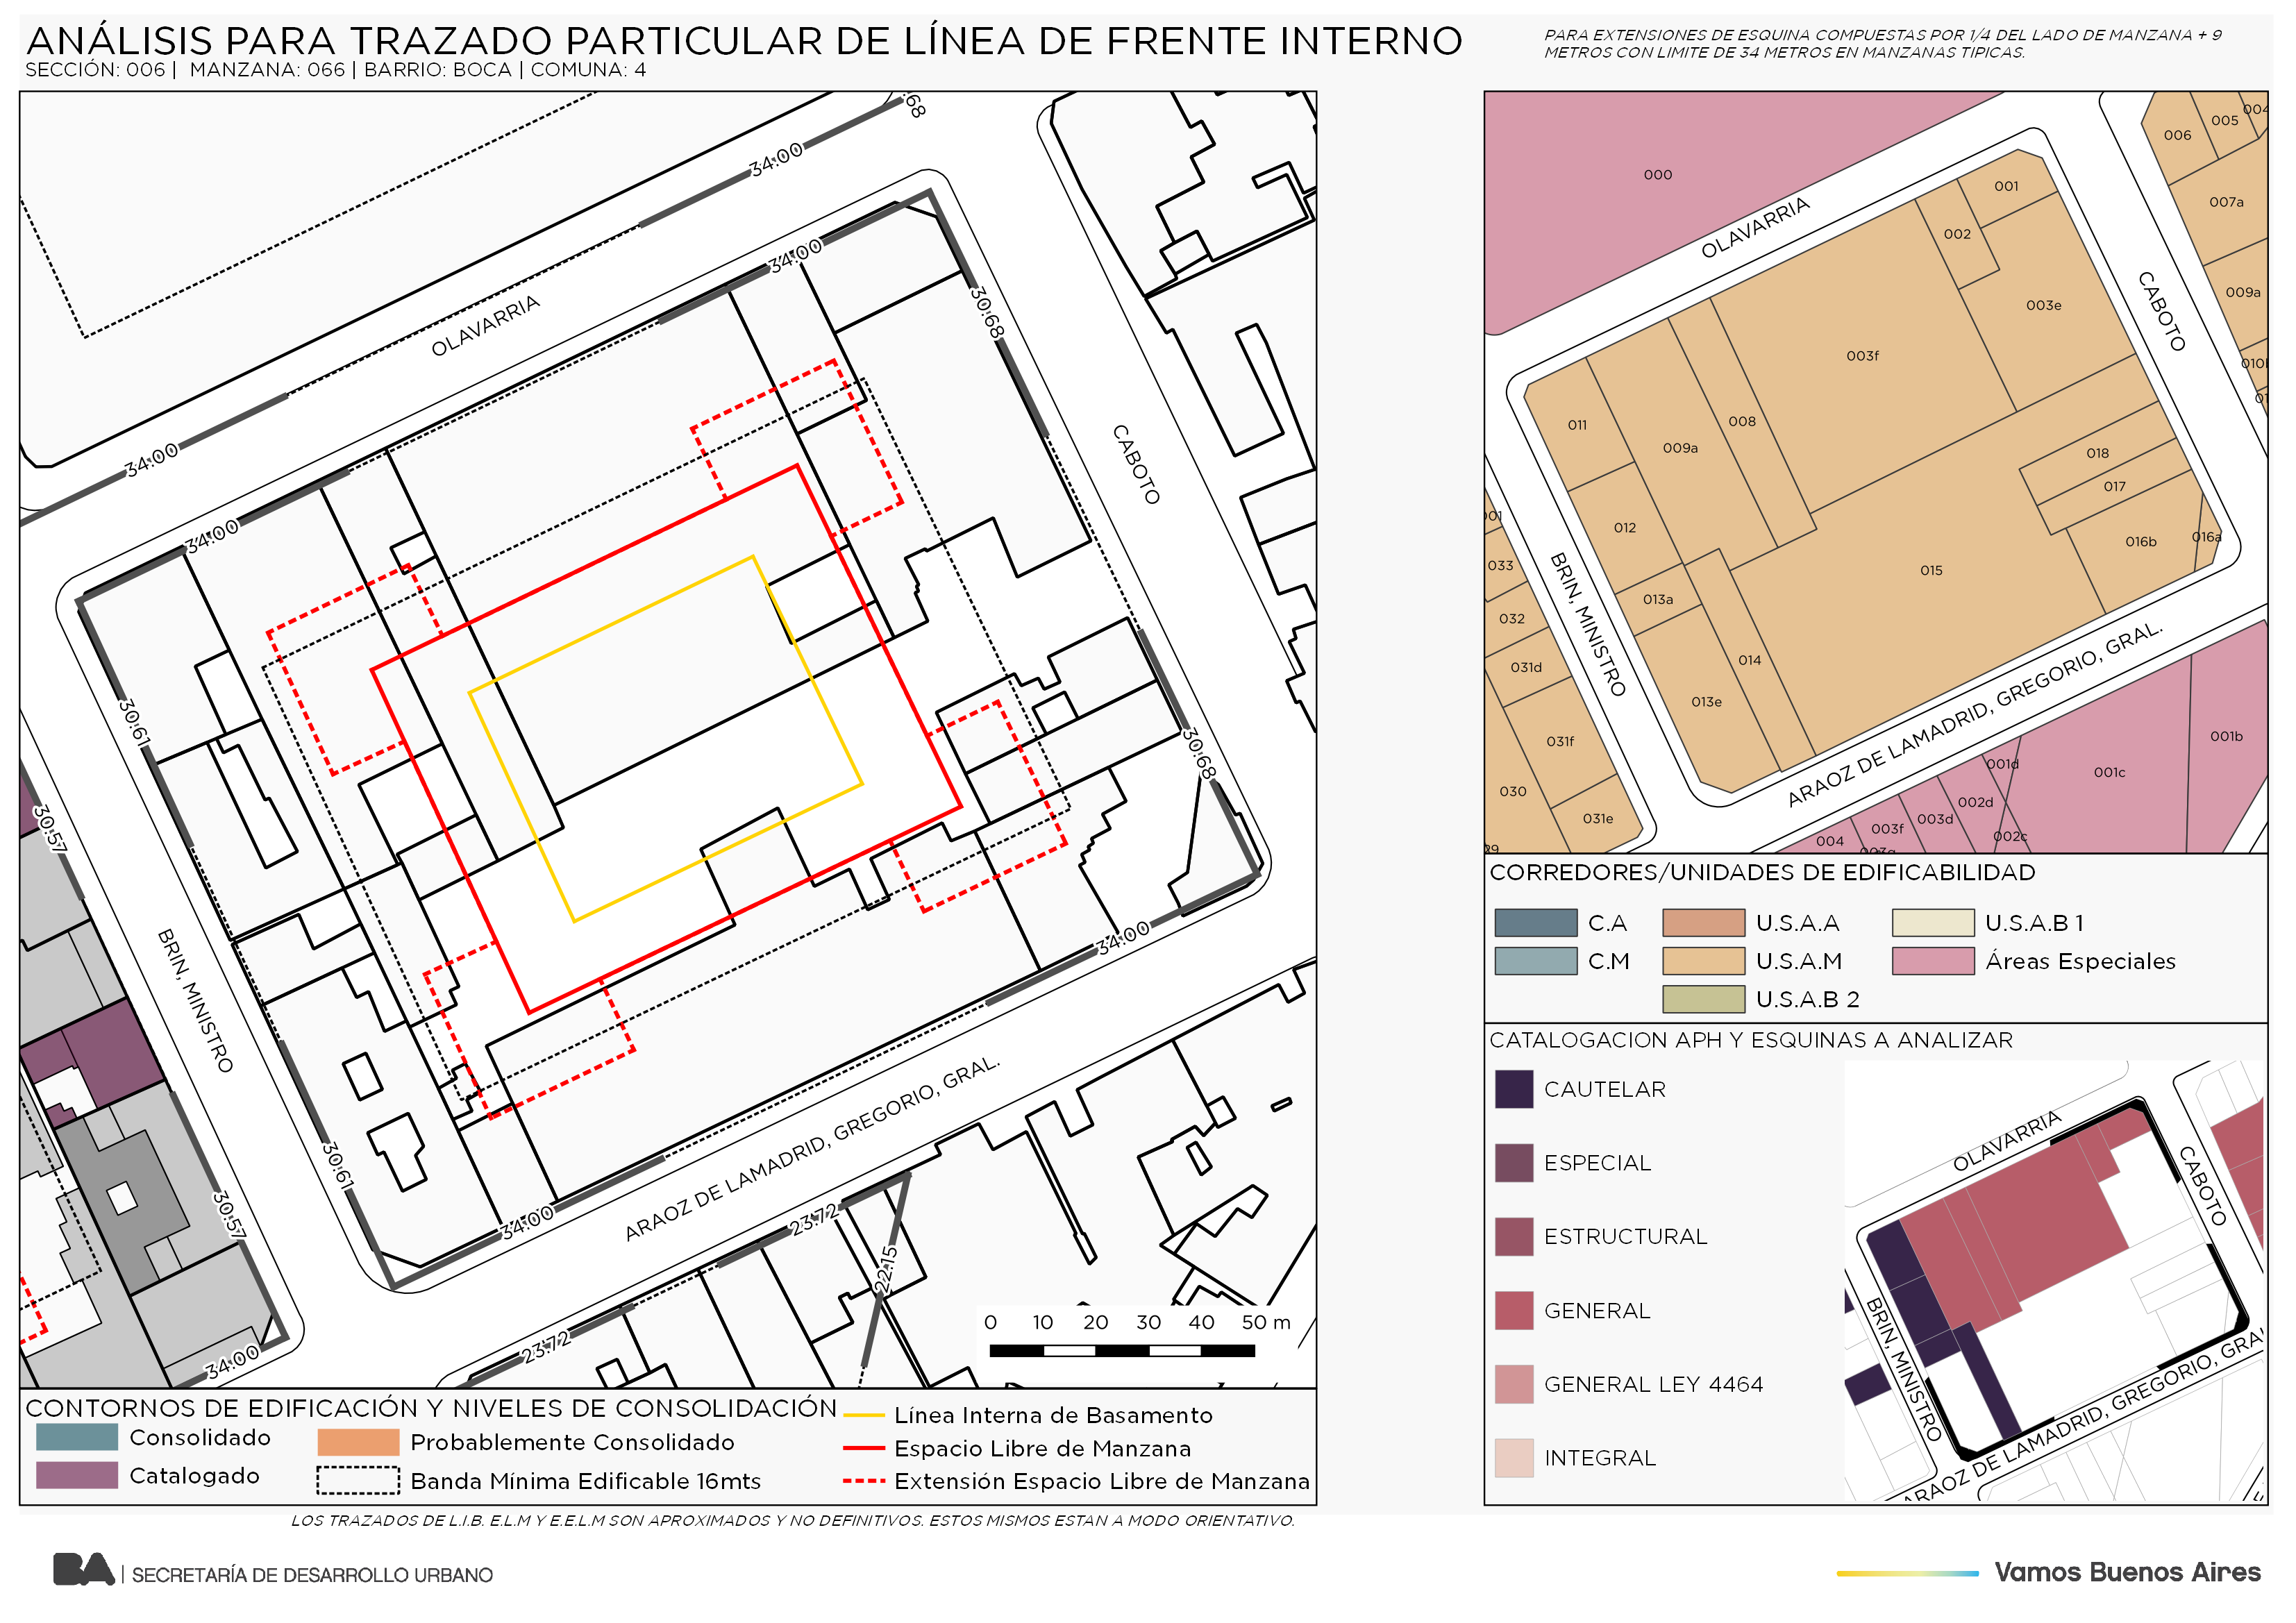 ANÁLISIS PARA TRAZADO PARTICULAR DE LÍNEA DE FRENTE INTERNO
SECCIÓN: 006 | MANZANA: 066 | BARRIO: BOCA | COMUNA: 4
PARA EXTENSIONES DE ESQUINA COMPUESTAS POR 1/4 DEL LADO DE MANZANA + 9
METROS CON LIMITE DE 34 METROS EN MANZANAS TIPICAS.
68
34:00
34:00
34:00
34:00
OLAVARRIA
30:68
CABOTO
30:61
30:57
30:68
BRIN, MINISTRO
30:61
30:57
34:00
34:00
34:00
ARAOZ DE LAMADRID, GREGORIO, GRAL.
23.72
23.72
22.15
0 10 20 30 40 50 m
CONTORNOS DE EDIFICACIÓN Y NIVELES DE CONSOLIDACIÓN
Consolidado
Catalogado
Probablemente Consolidado
Banda Mínima Edificable 16mts
Línea Interna de Basamento
Espacio Libre de Manzana
Extensión Espacio Libre de Manzana
000
OLAVARRIA
001
002
003e
003f
006
005
004
007a
009a
CABOTO
011
009a
008
012
013a
013e
014
015
018
017
016b
016a
001
033
032
031d
031f
030
031e
29
BRIN, MINISTRO
ARAOZ DE LAMADRID, GREGORIO, GRAL.
001b
001c
001d
002d
002c
003d
003f
004
CORREDORES/UNIDADES DE EDIFICABILIDAD
C.A
C.M
U.S.A.A
U.S.A.M
U.S.A.B 2
U.S.A.B 1
Áreas Especiales
CATALOGACION APH Y ESQUINAS A ANALIZAR
CAUTELAR
ESPECIAL
ESTRUCTURAL
GENERAL
GENERAL LEY 4464
INTEGRAL
OLAVARRIA
CABOTO
BRIN, MINISTRO
ARAOZ DE LAMADRID, GREGORIO, GRA
LOS TRAZADOS DE L.I.B. E.L.M Y E.E.L.M SON APROXIMADOS Y NO DEFINITIVOS. ESTOS MISMOS ESTAN A MODO ORIENTATIVO.
BA | SECRETARÍA DE DESARROLLO URBANO
Vamos Buenos Aires